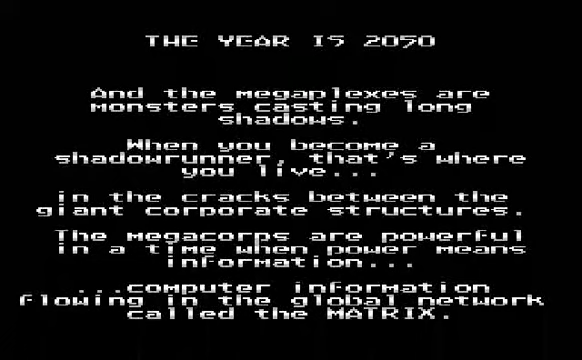 THE YEAR IS 2050
And the megaplexes are
monsters casting long
shadows.
When you become a
shadowrunner, that's where
you live...
in the cracks between the
giant corporate structures.
The megacorps are powerful
in a time when power means
information...
...computer information
flowing in the global network
called the MATRIX.